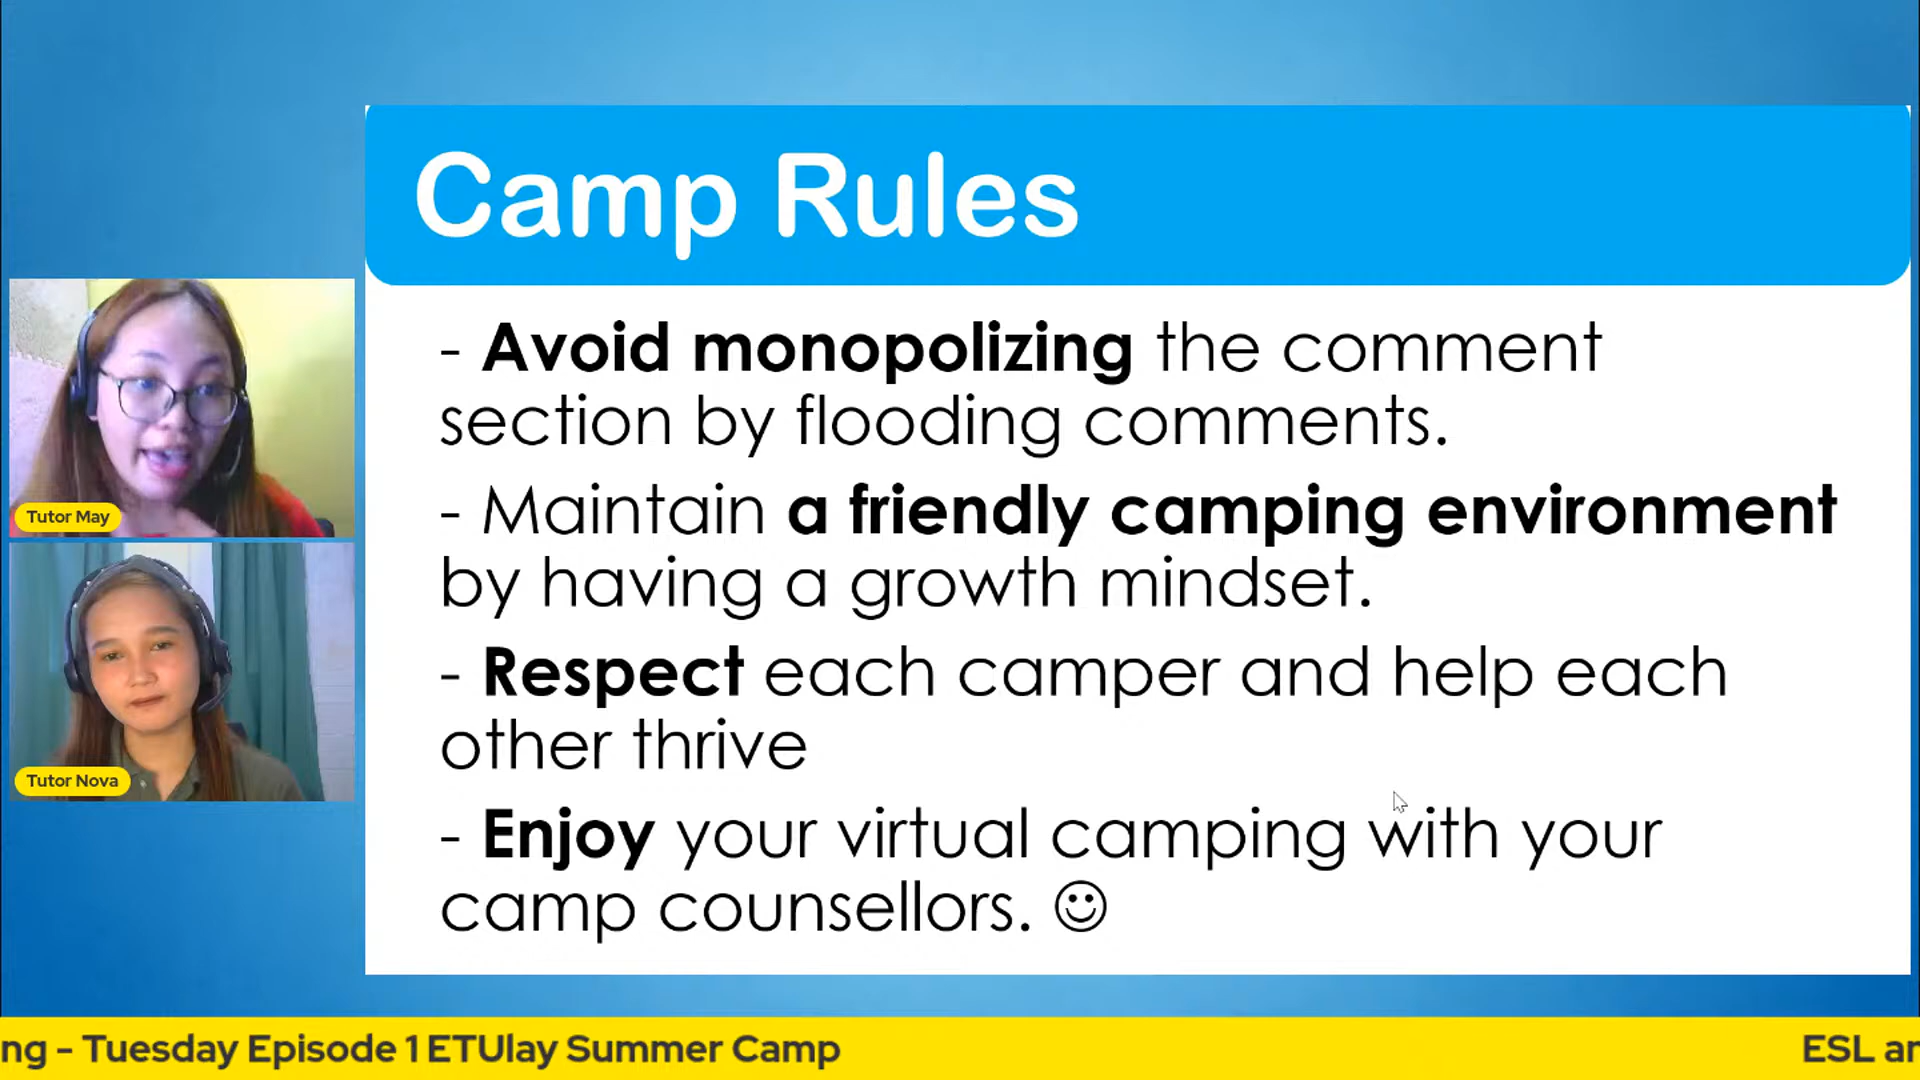 Camp Rules
- Avoid monopolizing the comment
section by flooding comments.
- Maintain a friendly camping environment
by having a growth mindset.
- Respect each camper and help each
other thrive
- Enjoy your virtual camping with your
camp counsellors. ☺
Tutor May
Tutor Nova
ng - Tuesday Episode 1 ETUlay Summer Camp
ESL ar